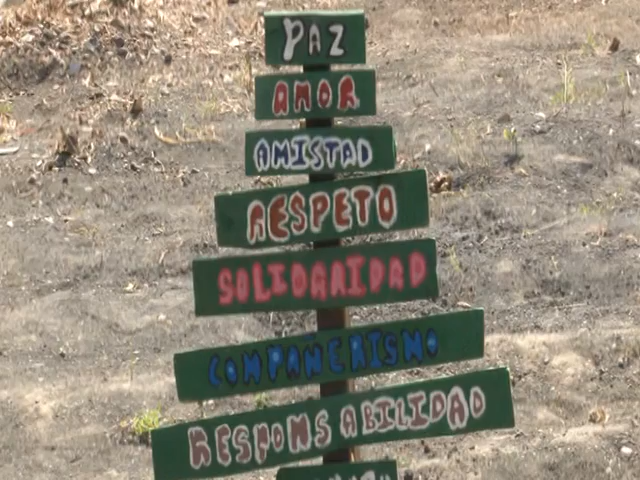 PAZ
AMOR
AMISTAD
RESPETO
SOLIDARIDAD
COMPAÑERISMO
RESPONSABILIDAD